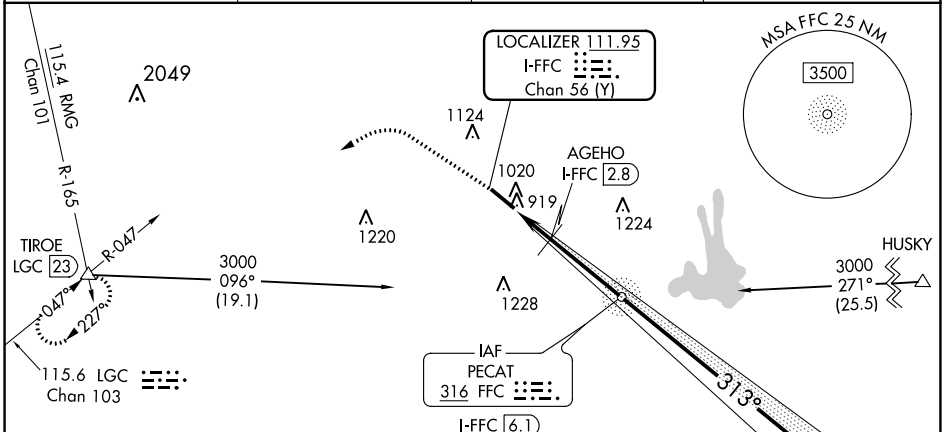 115.4 RMG
Chan 101
R-165
2049
LOCALIZER 111.95
I-FFC
Chan 56 (Y)
MSA FFC 25 NM
3500
1124
1020
919
AGEHO
I-FFC 2.8
1224
1220
1228
TIROE
LGC 23
R-047
047°
227°
3000
096°
(19.1)
HUSKY
3000
271°
(25.5)
115.6 LGC
Chan 103
IAF
PECAT
316 FFC
I-FFC 6.1
313°